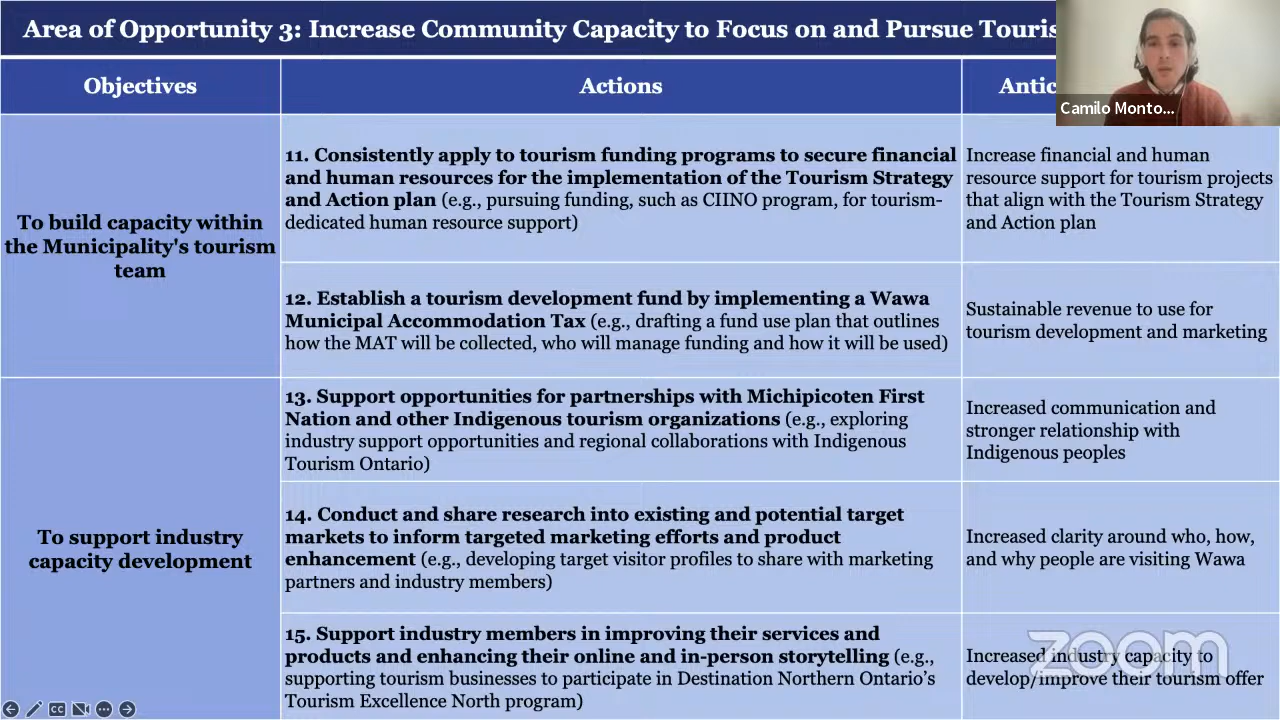 Area of Opportunity 3: Increase Community Capacity to Focus on and Pursue
Camilo Monto...
Objectives
Actions
To build capacity within
the Municipality's tourism
team
11. Consistently apply to tourism funding programs to secure financial
and human resources for the implementation of the Tourism Strategy
and Action plan (e.g., pursuing funding, such as CIINO program, for tourism-
dedicated human resource support)
Increase financial and human
resource support for tourism projects
that align with the Tourism Strategy
and Action plan
12. Establish a tourism development fund by implementing a Wawa
Municipal Accommodation Tax (e.g., drafting a fund use plan that outlines
how the MAT will be collected, who will manage funding and how it will be used)
Sustainable revenue to use for
tourism development and marketing
To support industry
capacity development
13. Support opportunities for partnerships with Michipicoten First
Nation and other Indigenous tourism organizations (e.g., exploring
industry support opportunities and regional collaborations with Indigenous
Tourism Ontario)
Increased communication and
stronger relationship with
Indigenous peoples
14. Conduct and share research into existing and potential target
markets to inform targeted marketing efforts and product
enhancement (e.g., developing target visitor profiles to share with marketing
partners and industry members)
Increased clarity around who, how,
and why people are visiting Wawa
15. Support industry members in improving their services and
products and enhancing their online and in-person storytelling (e.g.,
supporting tourism businesses to participate in Destination Northern Ontario’s
Tourism Excellence North program)
Increased industry capacity to
develop/improve their tourism offer
zoom
CC